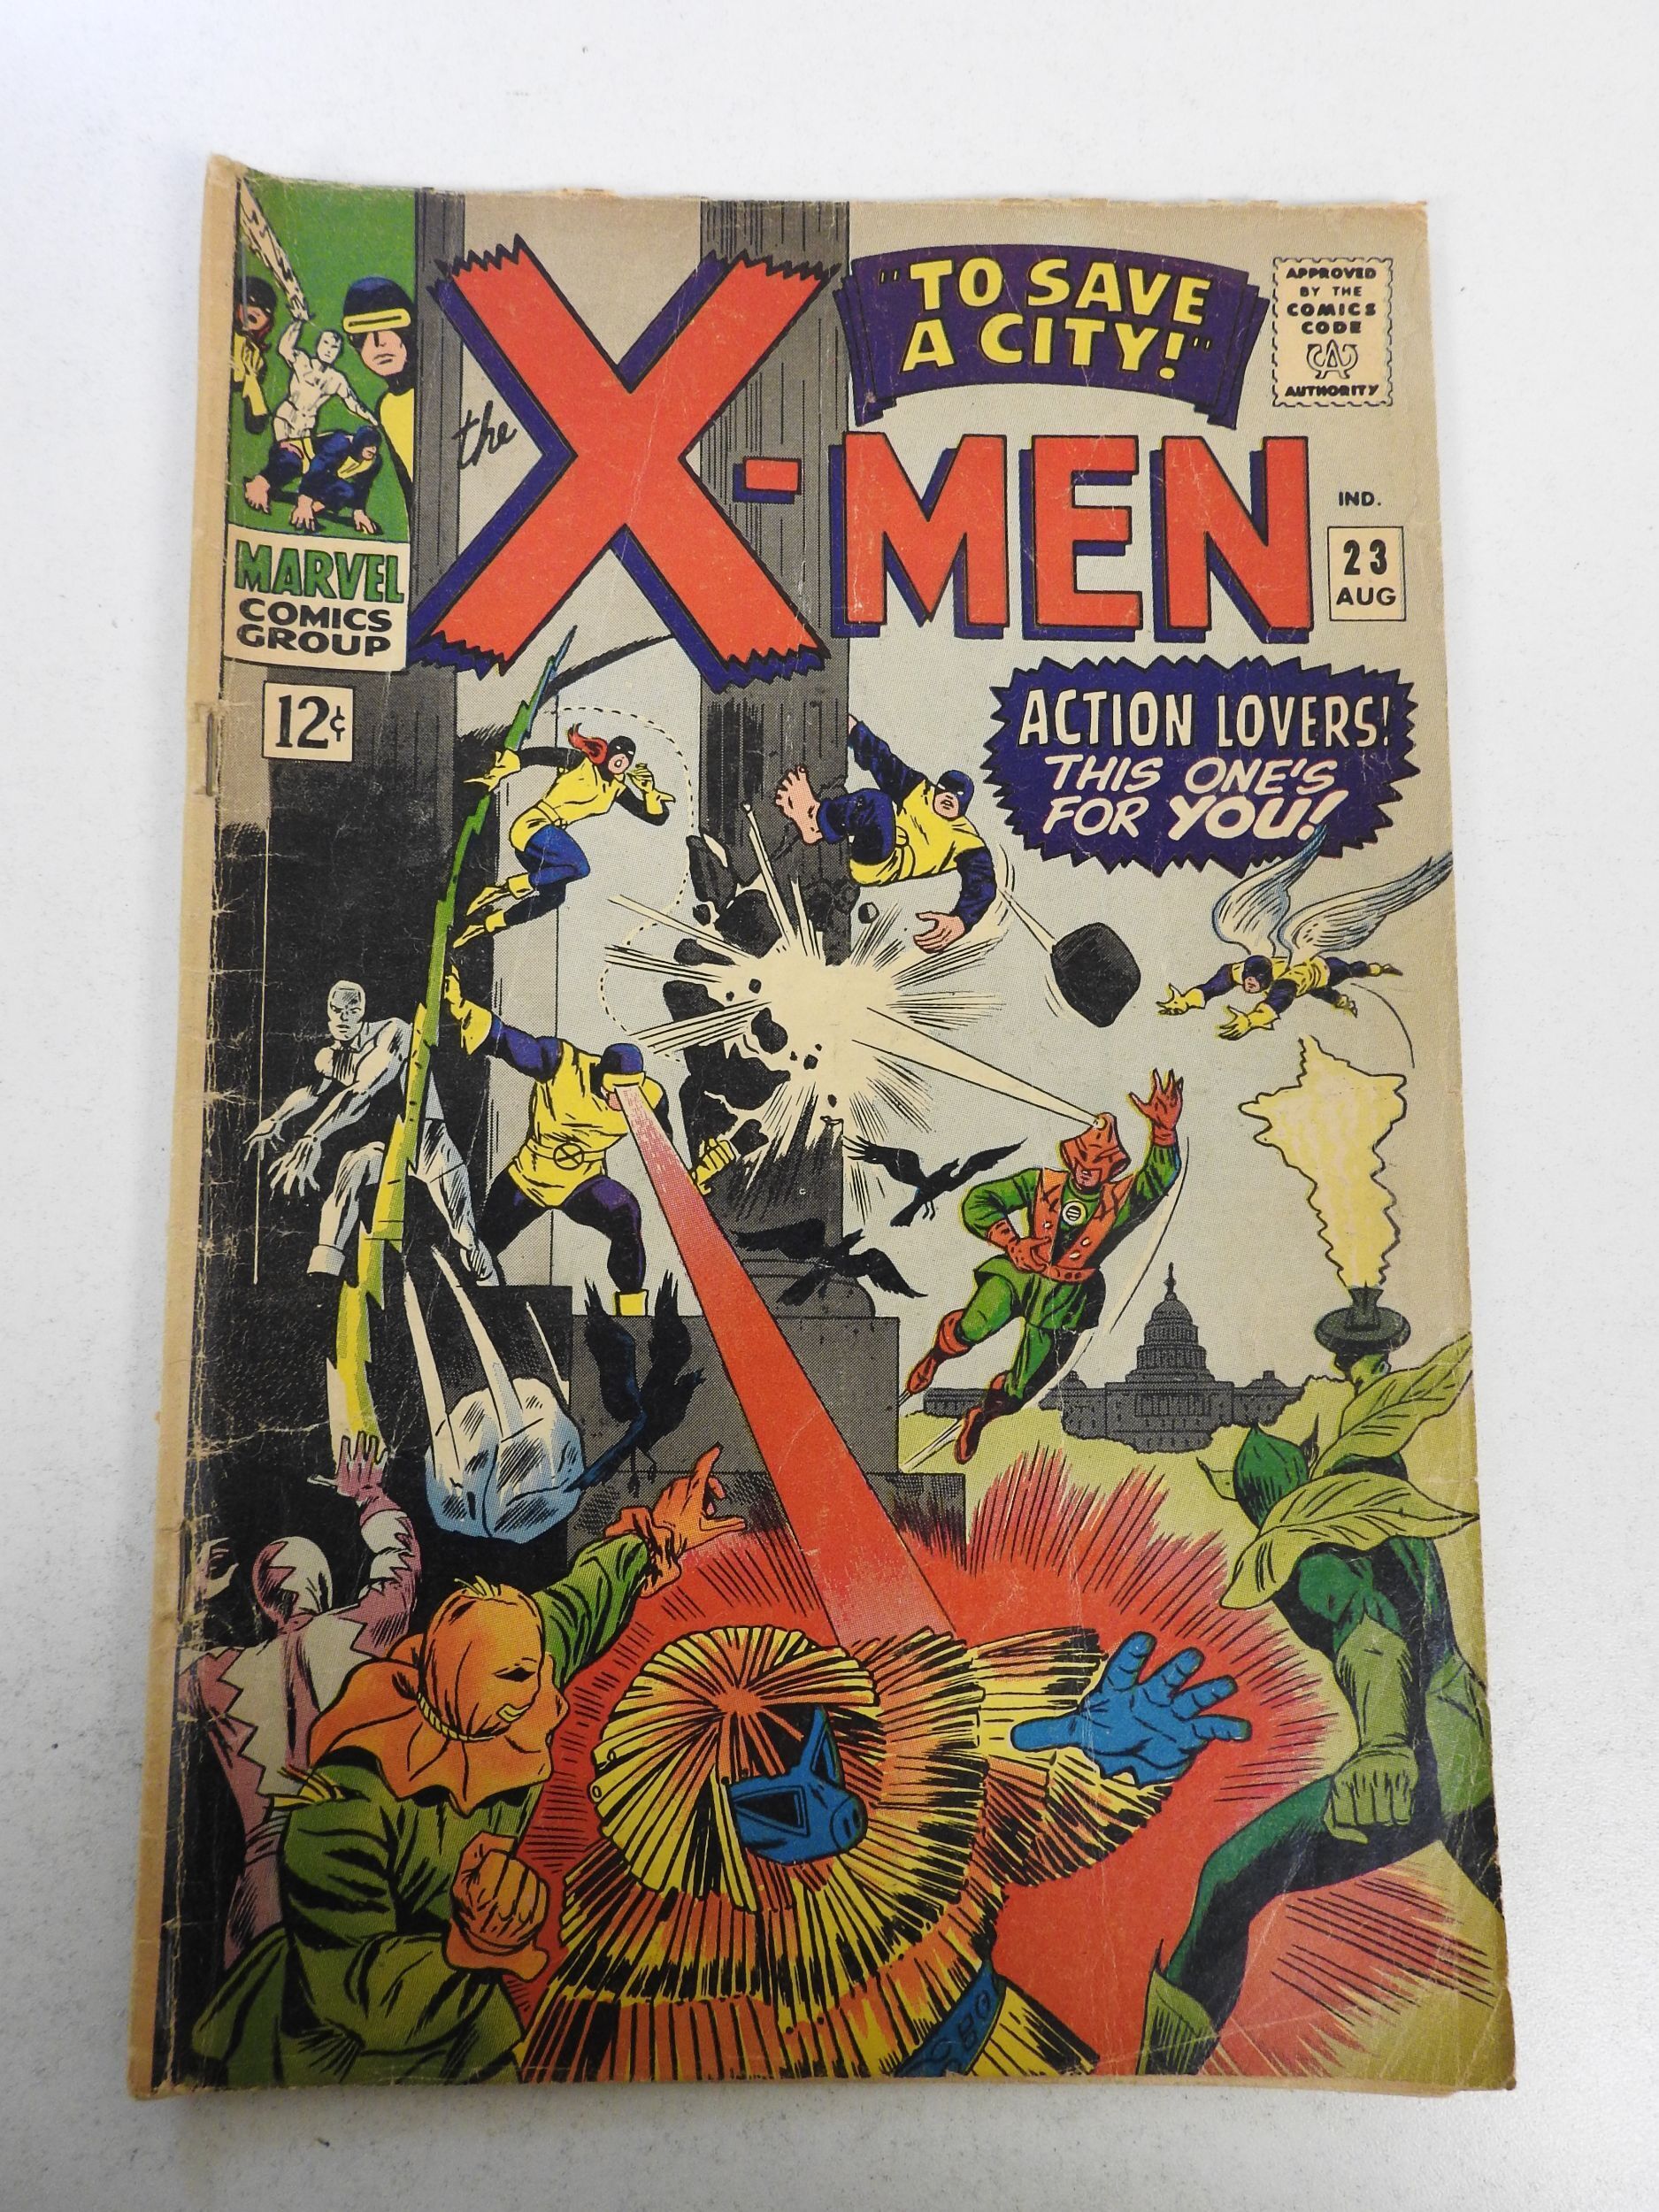 "TO SAVE
A CITY!"
APPROVED
BY THE
COMICS
CODE
CA
AUTHORITY
the
X-MEN
IND.
23
AUG
MARVEL
COMICS
GROUP
12¢
ACTION LOVERS!
THIS ONE'S
FOR YOU!